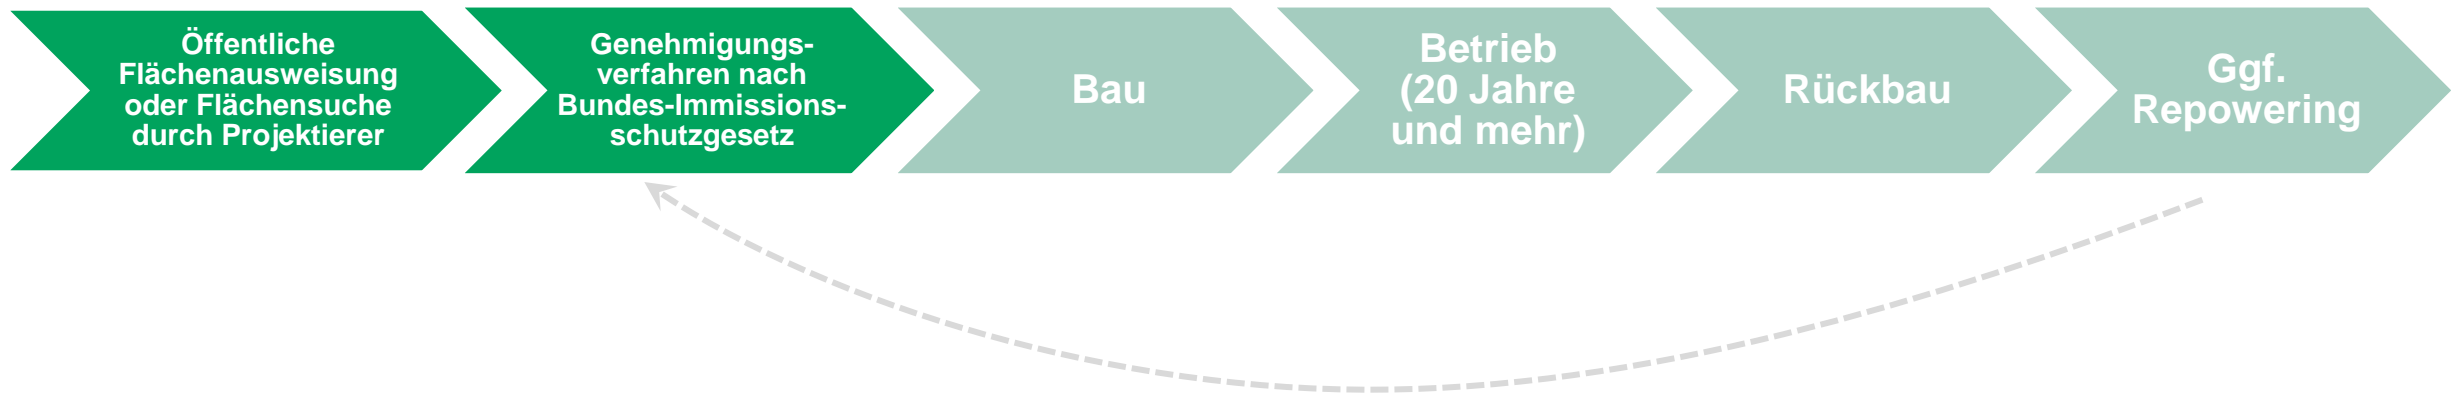 Öffentliche
Flächenausweisung
oder Flächensuche
durch Projektierer
Genehmigungs-
verfahren nach
Bundes-Immissions-
schutzgesetz
Bau
Betrieb
(20 Jahre
und mehr)
Rückbau
Ggf.
Repowering